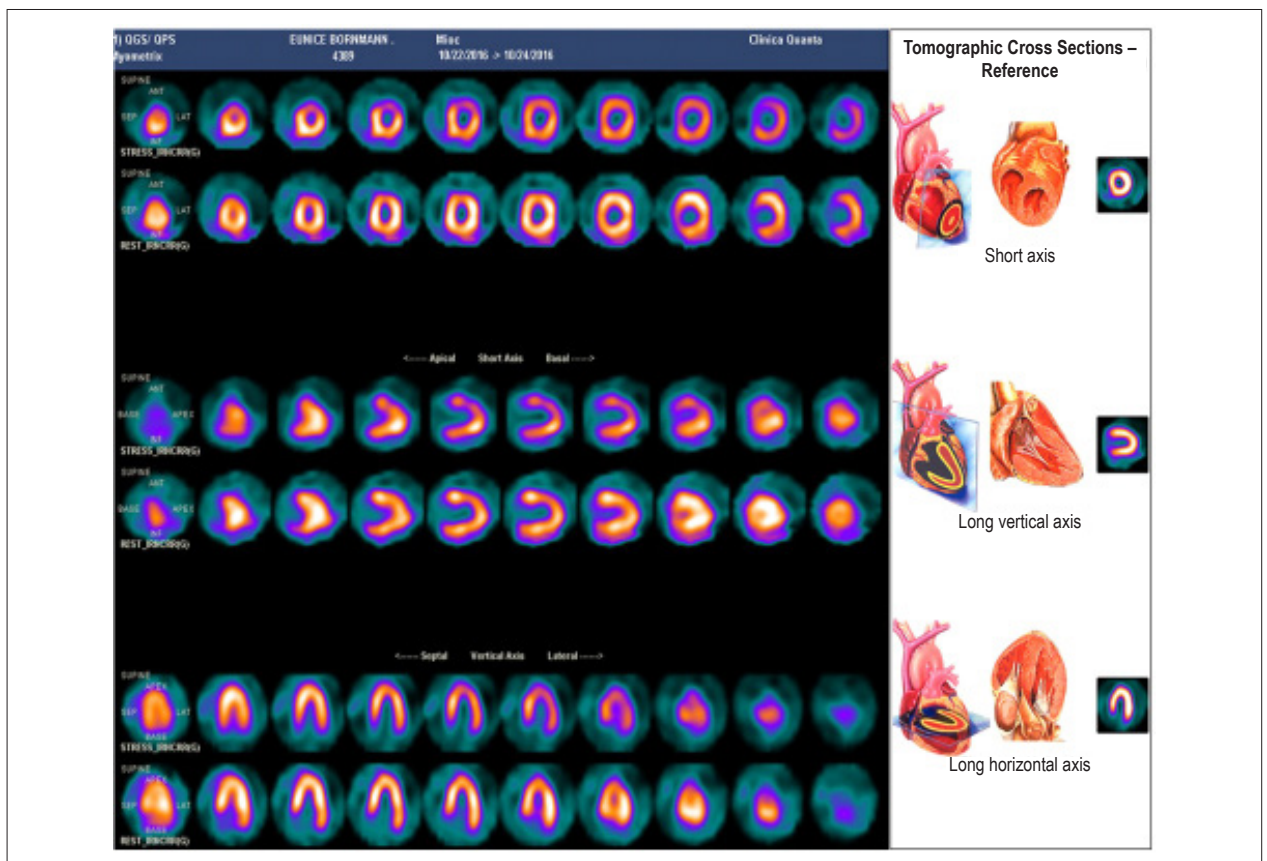 1) QGS/ QPS EUNICE BORNMANN . Misc Clinica Quanta
Myometrix 4389 10/22/2016 -> 10/24/2016
Tomographic Cross Sections –
Reference
SUPINE
ANT
SEP LAT
INF
STRESS_IRNCRR(G)
SUPINE
ANT
SEP LAT
INF
REST_IRNCRR(G)
Short axis
<---- Apical Short Axis Basal ---->
SUPINE
ANT
BASE APEX
INF
STRESS_IRNCRR(G)
SUPINE
ANT
BASE APEX
INF
REST_IRNCRR(G)
Long vertical axis
<---- Septal Vertical Axis Lateral ---->
SUPINE
APEX
SEP LAT
BASE
STRESS_IRNCRR(G)
SUPINE
APEX
SEP LAT
BASE
REST_IRNCRR(G)
Long horizontal axis